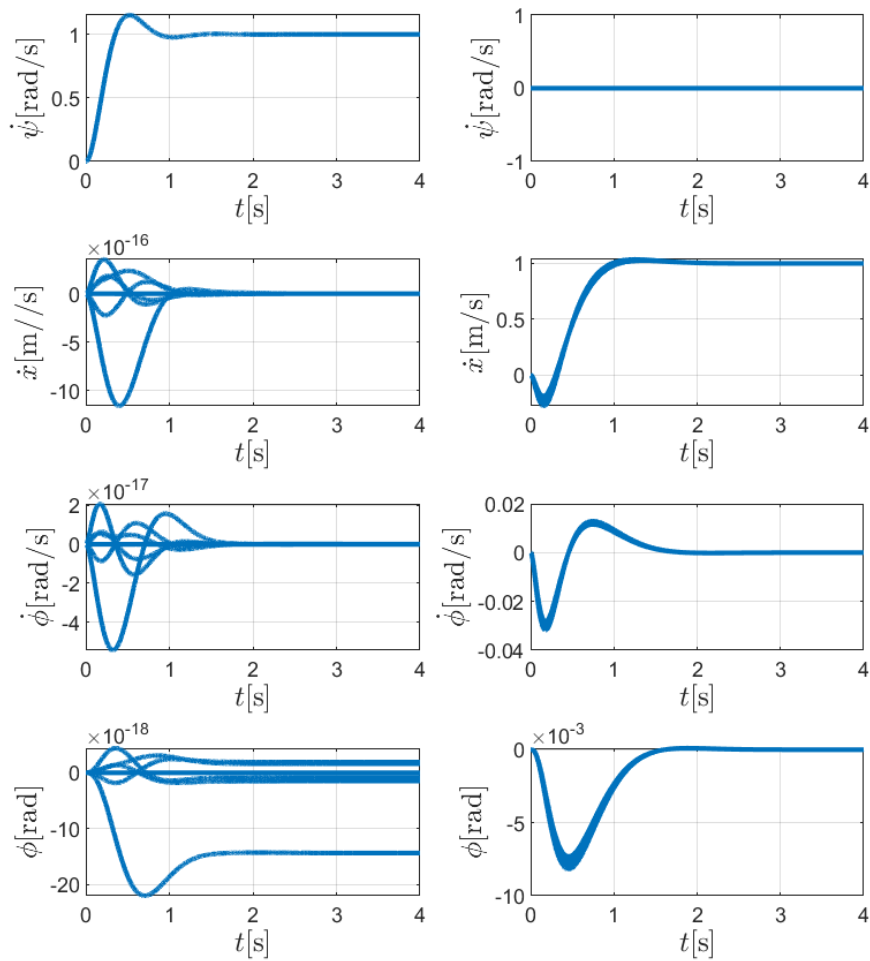 1
0.5
0
ψ̇[rad/s]
0 1 2 3 4
t[s]
1
0
-1
ψ̇[rad/s]
0 1 2 3 4
t[s]
×10-16
0
-5
-10
ẋ[m//s]
0 1 2 3 4
t[s]
1
0.5
0
ẋ[m/s]
0 1 2 3 4
t[s]
×10-17
2
0
-2
-4
ϕ̇[rad/s]
0 1 2 3 4
t[s]
0.02
0
-0.02
-0.04
ϕ̇[rad/s]
0 1 2 3 4
t[s]
×10-18
0
-10
-20
ϕ[rad]
0 1 2 3 4
t[s]
×10-3
0
-5
-10
ϕ[rad]
0 1 2 3 4
t[s]